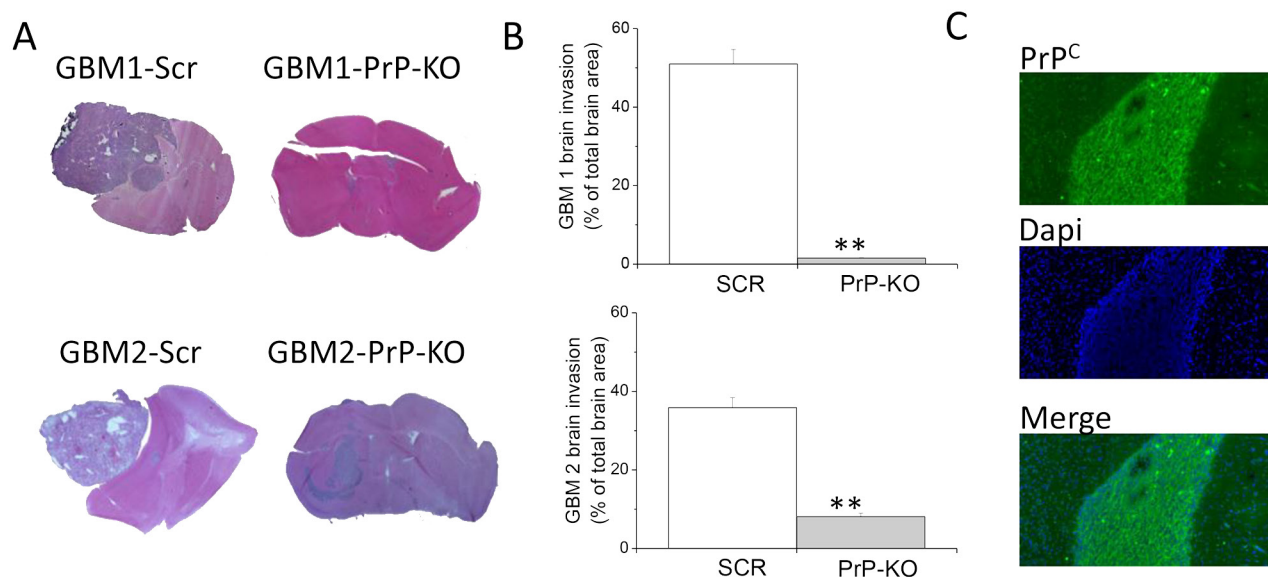 A
GBM1-Scr
GBM1-PrP-KO
GBM2-Scr
GBM2-PrP-KO
B
GBM 1 brain invasion
(% of total brain area)
60
40
20
0
**
SCR
PrP-KO
GBM 2 brain invasion
(% of total brain area)
60
40
20
0
**
SCR
PrP-KO
C
PrPᶜ
Dapi
Merge